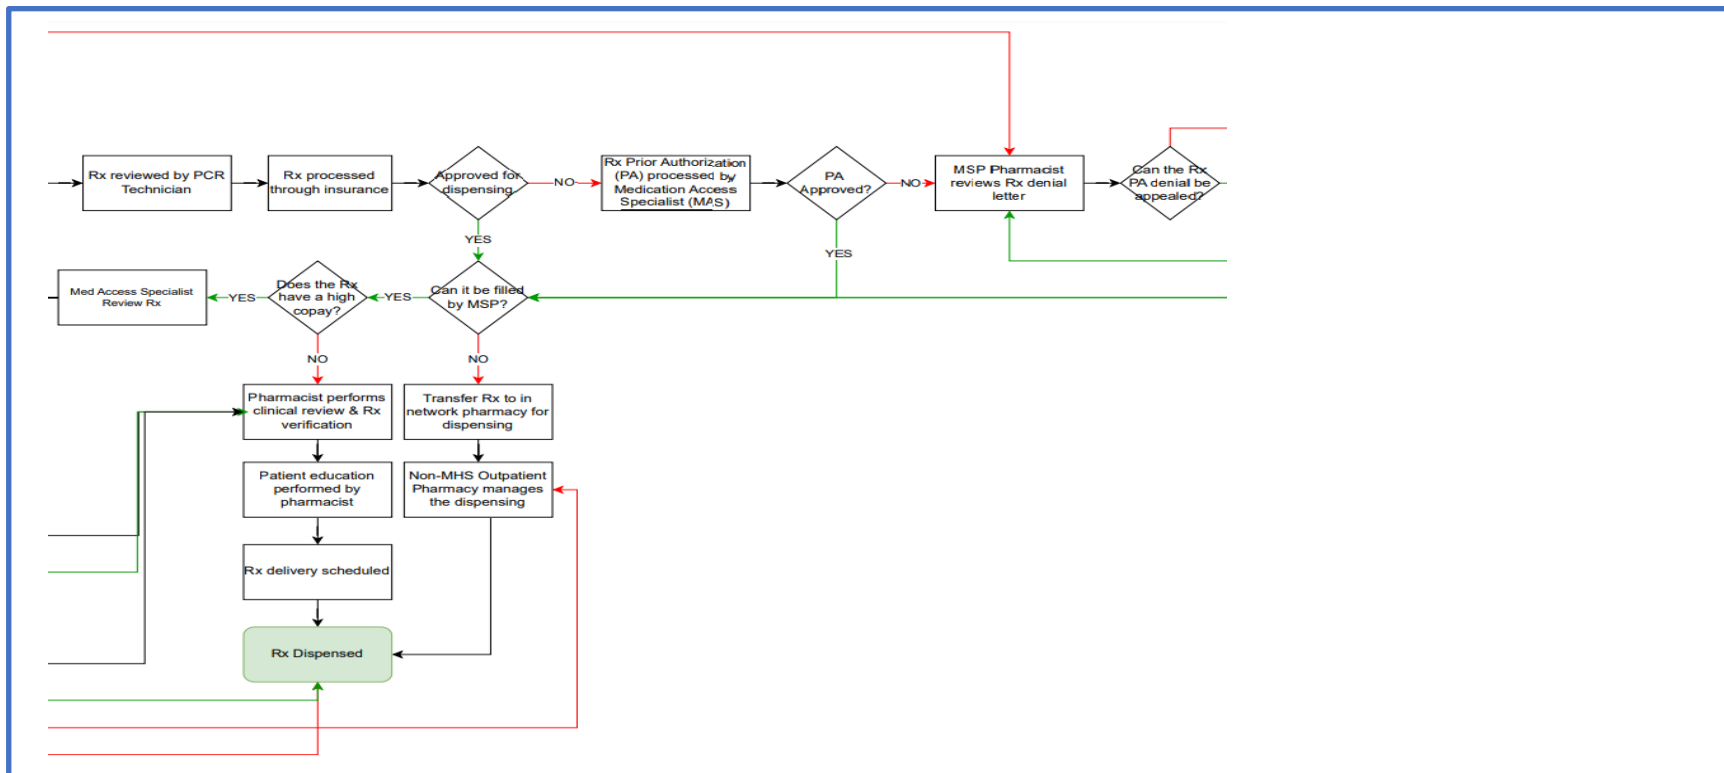 Rx reviewed by PCR
Technician
Rx processed
through insurance
Approved for
dispensing
NO
Rx Prior Authorization
(PA) processed by
Medication Access
Specialist (MAS)
PA
Approved?
NO
MSP Pharmacist
reviews Rx denial
letter
Can the Rx
PA denial be
appealed?
YES
YES
Med Access Specialist
Review Rx
YES
Does the Rx
have a high
copay?
YES
Can it be filled
by MSP?
NO
NO
Pharmacist performs
clinical review & Rx
verification
Transfer Rx to in
network pharmacy for
dispensing
Patient education
performed by
pharmacist
Non-MHS Outpatient
Pharmacy manages
the dispensing
Rx delivery scheduled
Rx Dispensed